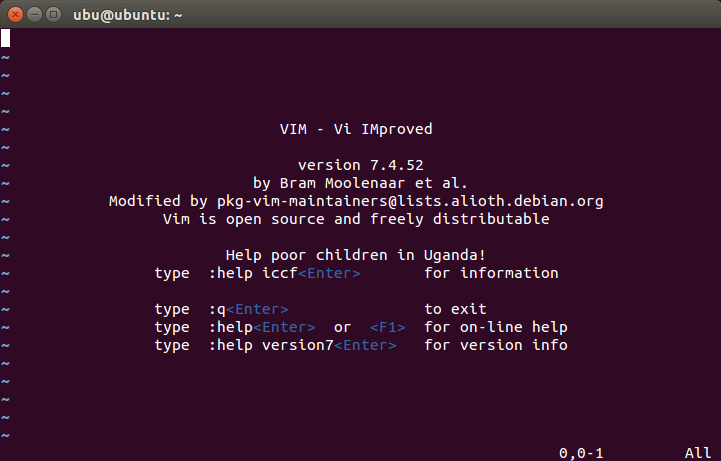 ubu@ubuntu: ~
~
~
~
~
~
VIM - Vi IMproved
~
~ version 7.4.52
~ by Bram Moolenaar et al.
~ Modified by pkg-vim-maintainers@lists.alioth.debian.org
~ Vim is open source and freely distributable
~
~ Help poor children in Uganda!
~ type :help iccf<Enter> for information
~
~ type :q<Enter> to exit
~ type :help<Enter> or <F1> for on-line help
~ type :help version7<Enter> for version info
~
~
~
~
~
0,0-1 All